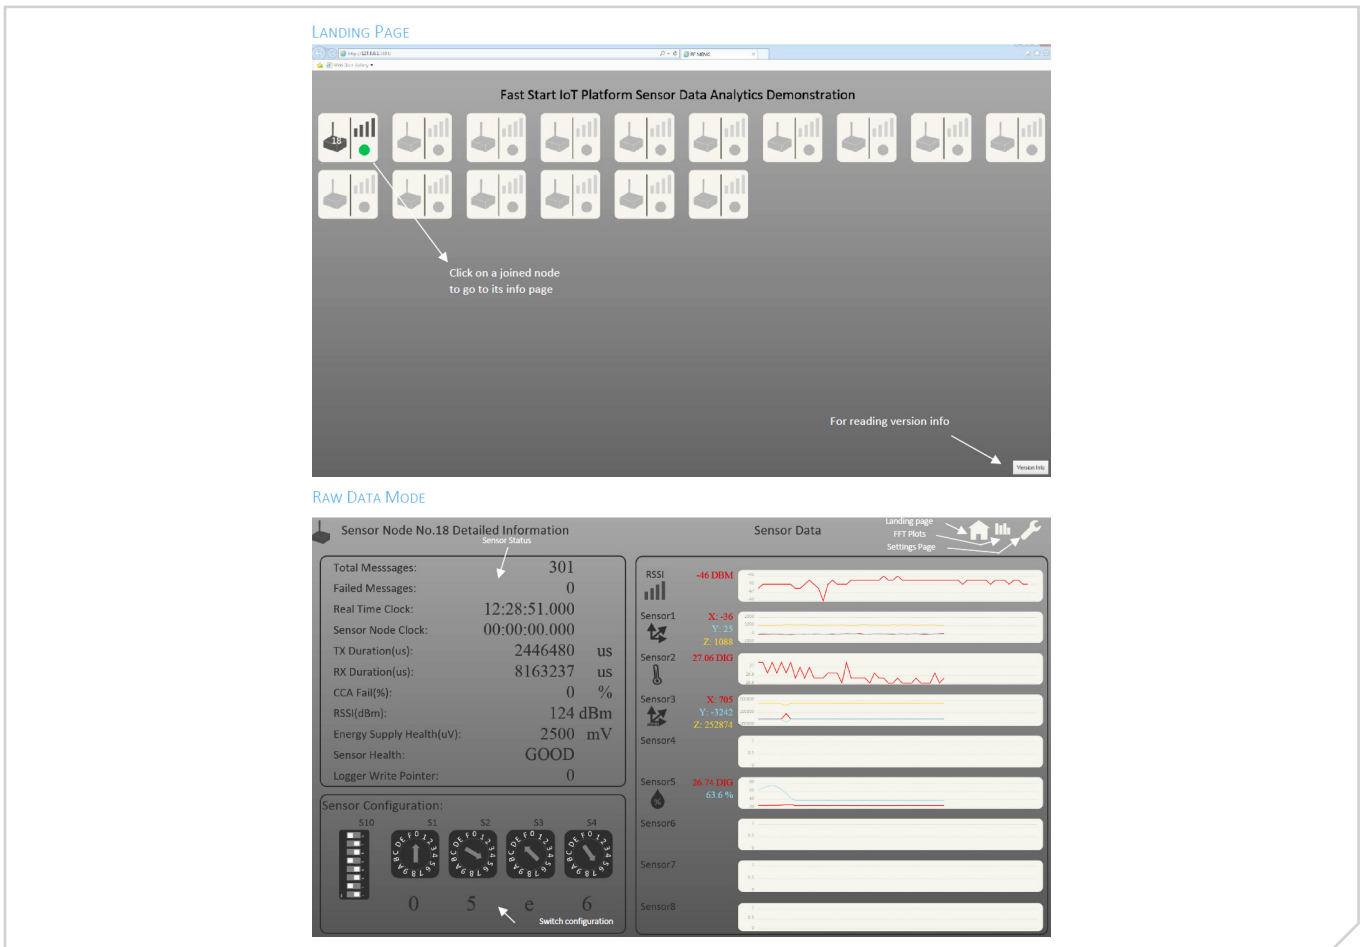 LANDING PAGE
Fast Start IoT Platform Sensor Data Analytics Demonstration
18
Click on a joined node
to go to its info page
For reading version info
Version Info
RAW DATA MODE
Sensor Node No.18 Detailed Information
Sensor Status
Total Messsages: 301
Failed Messages: 0
Real Time Clock: 12:28:51.000
Sensor Node Clock: 00:00:00.000
TX Duration(us): 2446480 us
RX Duration(us): 8163237 us
CCA Fail(%): 0 %
RSSI(dBm): 124 dBm
Energy Supply Health(uV): 2500 mV
Sensor Health: GOOD
Logger Write Pointer: 0
Sensor Configuration:
S10 S1 S2 S3 S4
0 5 e 6
Switch configuration
Sensor Data
Landing page
FFT Plots
Settings Page
RSSI -46 DBM
Sensor1 X: -36
Y: 25
Z: 1088
Sensor2 27.06 DIG
Sensor3 X: 705
Y: -3242
Z: 252874
Sensor4
Sensor5 26.74 DIG
% 63.6 %
Sensor6
Sensor7
Sensor8